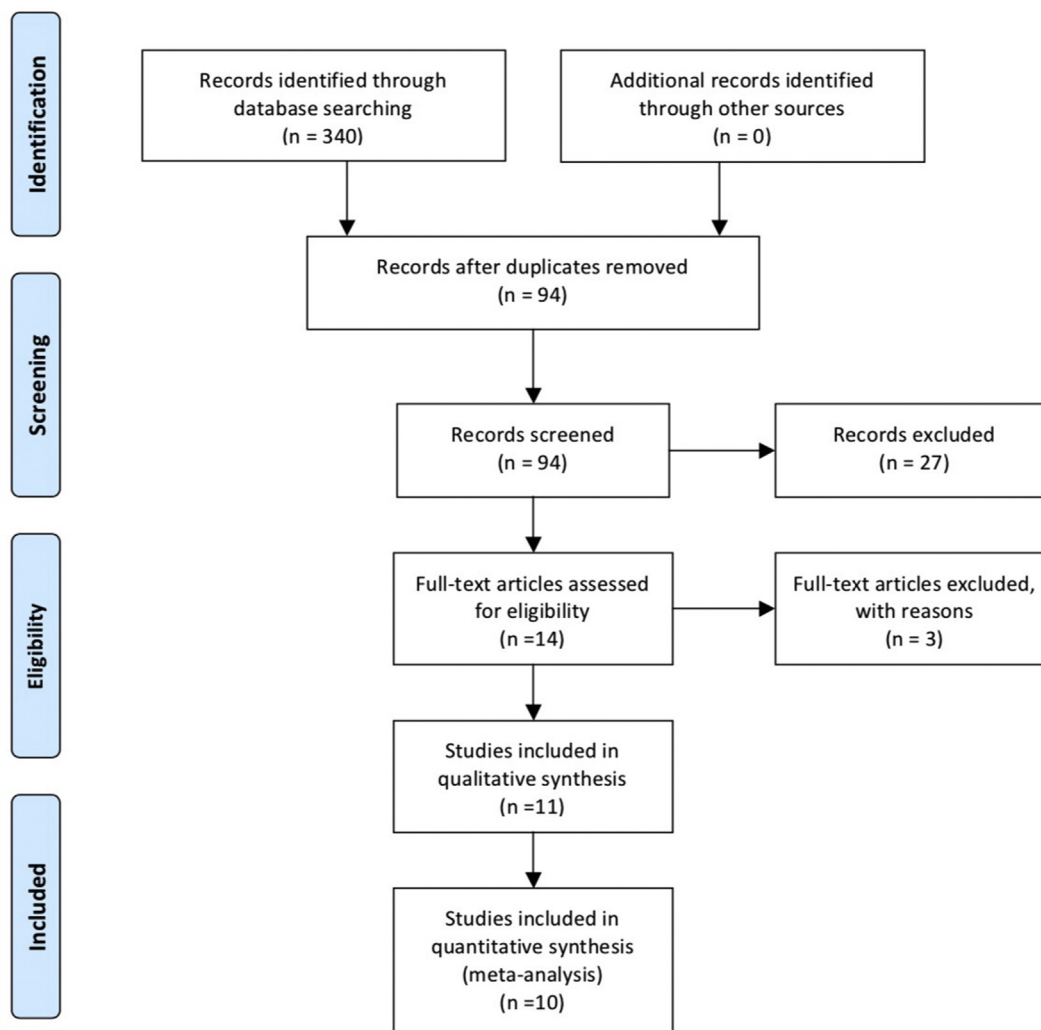 Identification
Records identified through
database searching
(n = 340)
Additional records identified
through other sources
(n = 0)
Records after duplicates removed
(n = 94)
Screening
Records screened
(n = 94)
Records excluded
(n = 27)
Eligibility
Full-text articles assessed
for eligibility
(n =14)
Full-text articles excluded,
with reasons
(n = 3)
Studies included in
qualitative synthesis
(n =11)
Included
Studies included in
quantitative synthesis
(meta-analysis)
(n =10)